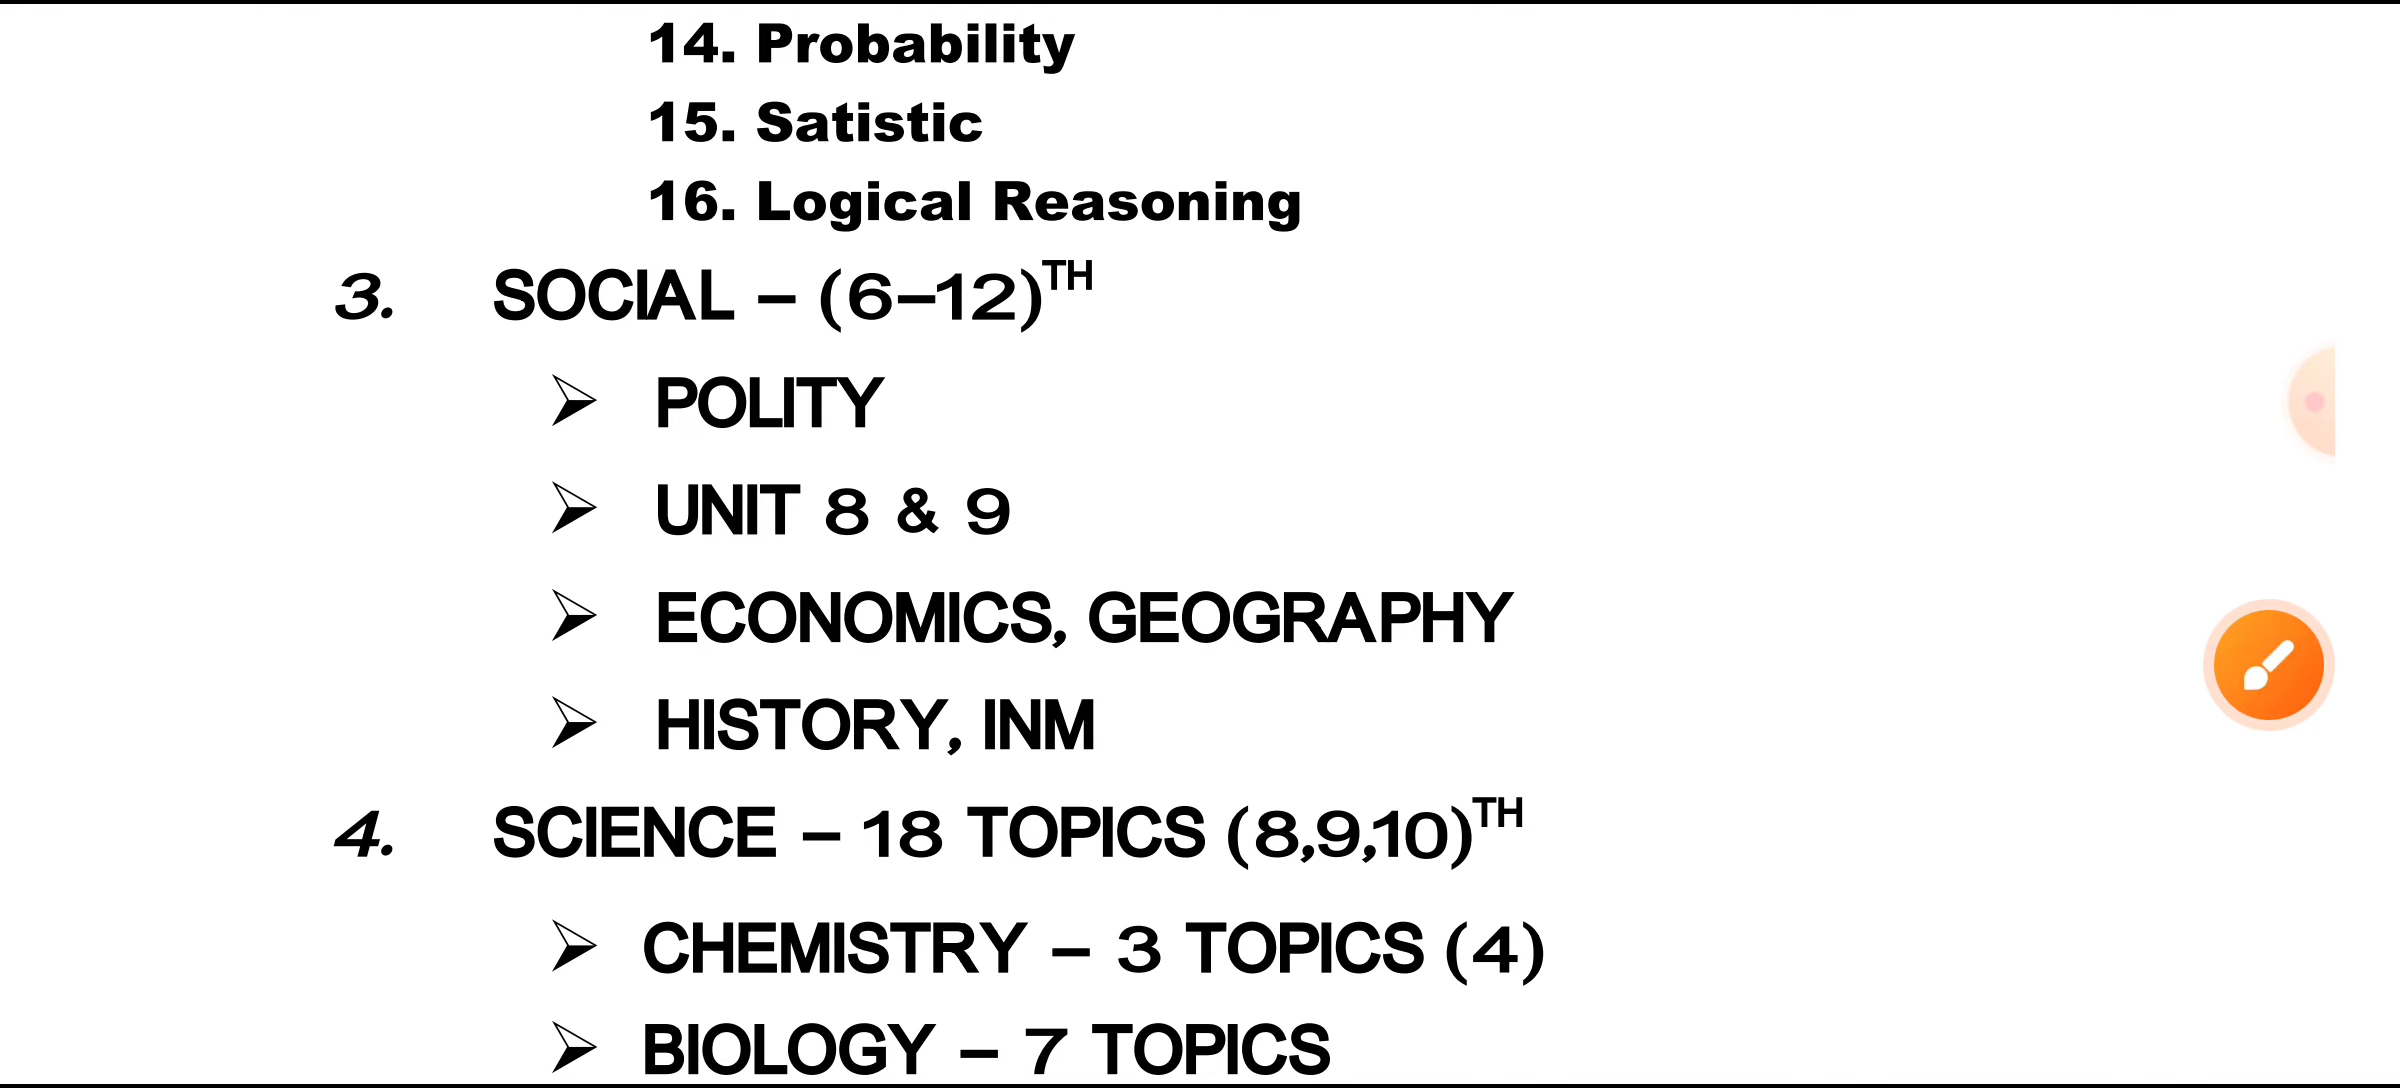 14. Probability
15. Satistic
16. Logical Reasoning
3. SOCIAL – (6–12)TH
➢ POLITY
➢ UNIT 8 & 9
➢ ECONOMICS, GEOGRAPHY
➢ HISTORY, INM
4. SCIENCE – 18 TOPICS (8,9,10)TH
➢ CHEMISTRY – 3 TOPICS (4)
➢ BIOLOGY – 7 TOPICS